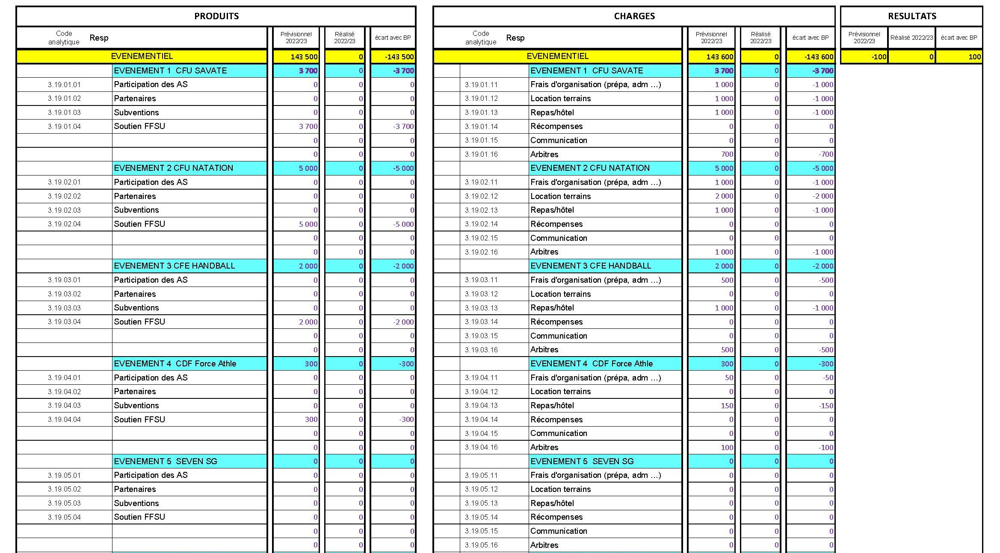 PRODUITS CHARGES RESULTATS
Code analytique Resp Prévisionnel 2022/23 Réalisé 2022/23 écart avec BP Code analytique Resp Prévisionnel 2022/23 Réalisé 2022/23 écart avec BP Prévisionnel 2022/23 Réalisé 2022/23 écart avec BP
EVENEMENTIEL 143 500 0 -143 500 EVENEMENTIEL 143 600 0 -143 600 -100 0 100
EVENEMENT 1 CFU SAVATE 3 700 0 -3 700 EVENEMENT 1 CFU SAVATE 3 700 0 -3 700
3.19.01.01 Participation des AS 0 0 0 3.19.01.11 Frais d'organisation (prépa, adm ...) 1 000 0 -1 000
3.19.01.02 Partenaires 0 0 0 3.19.01.12 Location terrains 1 000 0 -1 000
3.19.01.03 Subventions 0 0 0 3.19.01.13 Repas/hôtel 1 000 0 -1 000
3.19.01.04 Soutien FFSU 3 700 0 -3 700 3.19.01.14 Récompenses 0 0 0
0 0 0 3.19.01.15 Communication 0 0 0
0 0 0 3.19.01.16 Arbitres 700 0 -700
EVENEMENT 2 CFU NATATION 5 000 0 -5 000 EVENEMENT 2 CFU NATATION 5 000 0 -5 000
3.19.02.01 Participation des AS 0 0 0 3.19.02.11 Frais d'organisation (prépa, adm ...) 1 000 0 -1 000
3.19.02.02 Partenaires 0 0 0 3.19.02.12 Location terrains 2 000 0 -2 000
3.19.02.03 Subventions 0 0 0 3.19.02.13 Repas/hôtel 1 000 0 -1 000
3.19.02.04 Soutien FFSU 5 000 0 -5 000 3.19.02.14 Récompenses 0 0 0
0 0 0 3.19.02.15 Communication 0 0 0
0 0 0 3.19.02.16 Arbitres 1 000 0 -1 000
EVENEMENT 3 CFE HANDBALL 2 000 0 -2 000 EVENEMENT 3 CFE HANDBALL 2 000 0 -2 000
3.19.03.01 Participation des AS 0 0 0 3.19.03.11 Frais d'organisation (prépa, adm ...) 500 0 -500
3.19.03.02 Partenaires 0 0 0 3.19.03.12 Location terrains 0 0 0
3.19.03.03 Subventions 0 0 0 3.19.03.13 Repas/hôtel 1 000 0 -1 000
3.19.03.04 Soutien FFSU 2 000 0 -2 000 3.19.03.14 Récompenses 0 0 0
0 0 0 3.19.03.15 Communication 0 0 0
0 0 0 3.19.03.16 Arbitres 500 0 -500
EVENEMENT 4 CDF Force Athle 300 0 -300 EVENEMENT 4 CDF Force Athle 300 0 -300
3.19.04.01 Participation des AS 0 0 0 3.19.04.11 Frais d'organisation (prépa, adm ...) 50 0 -50
3.19.04.02 Partenaires 0 0 0 3.19.04.12 Location terrains 0 0 0
3.19.04.03 Subventions 0 0 0 3.19.04.13 Repas/hôtel 150 0 -150
3.19.04.04 Soutien FFSU 300 0 -300 3.19.04.14 Récompenses 0 0 0
0 0 0 3.19.04.15 Communication 0 0 0
0 0 0 3.19.04.16 Arbitres 100 0 -100
EVENEMENT 5 SEVEN SG 0 0 0 EVENEMENT 5 SEVEN SG 0 0 0
3.19.05.01 Participation des AS 0 0 0 3.19.05.11 Frais d'organisation (prépa, adm ...) 0 0 0
3.19.05.02 Partenaires 0 0 0 3.19.05.12 Location terrains 0 0 0
3.19.05.03 Subventions 0 0 0 3.19.05.13 Repas/hôtel 0 0 0
3.19.05.04 Soutien FFSU 0 0 0 3.19.05.14 Récompenses 0 0 0
0 0 0 3.19.05.15 Communication 0 0 0
0 0 0 3.19.05.16 Arbitres 0 0 0